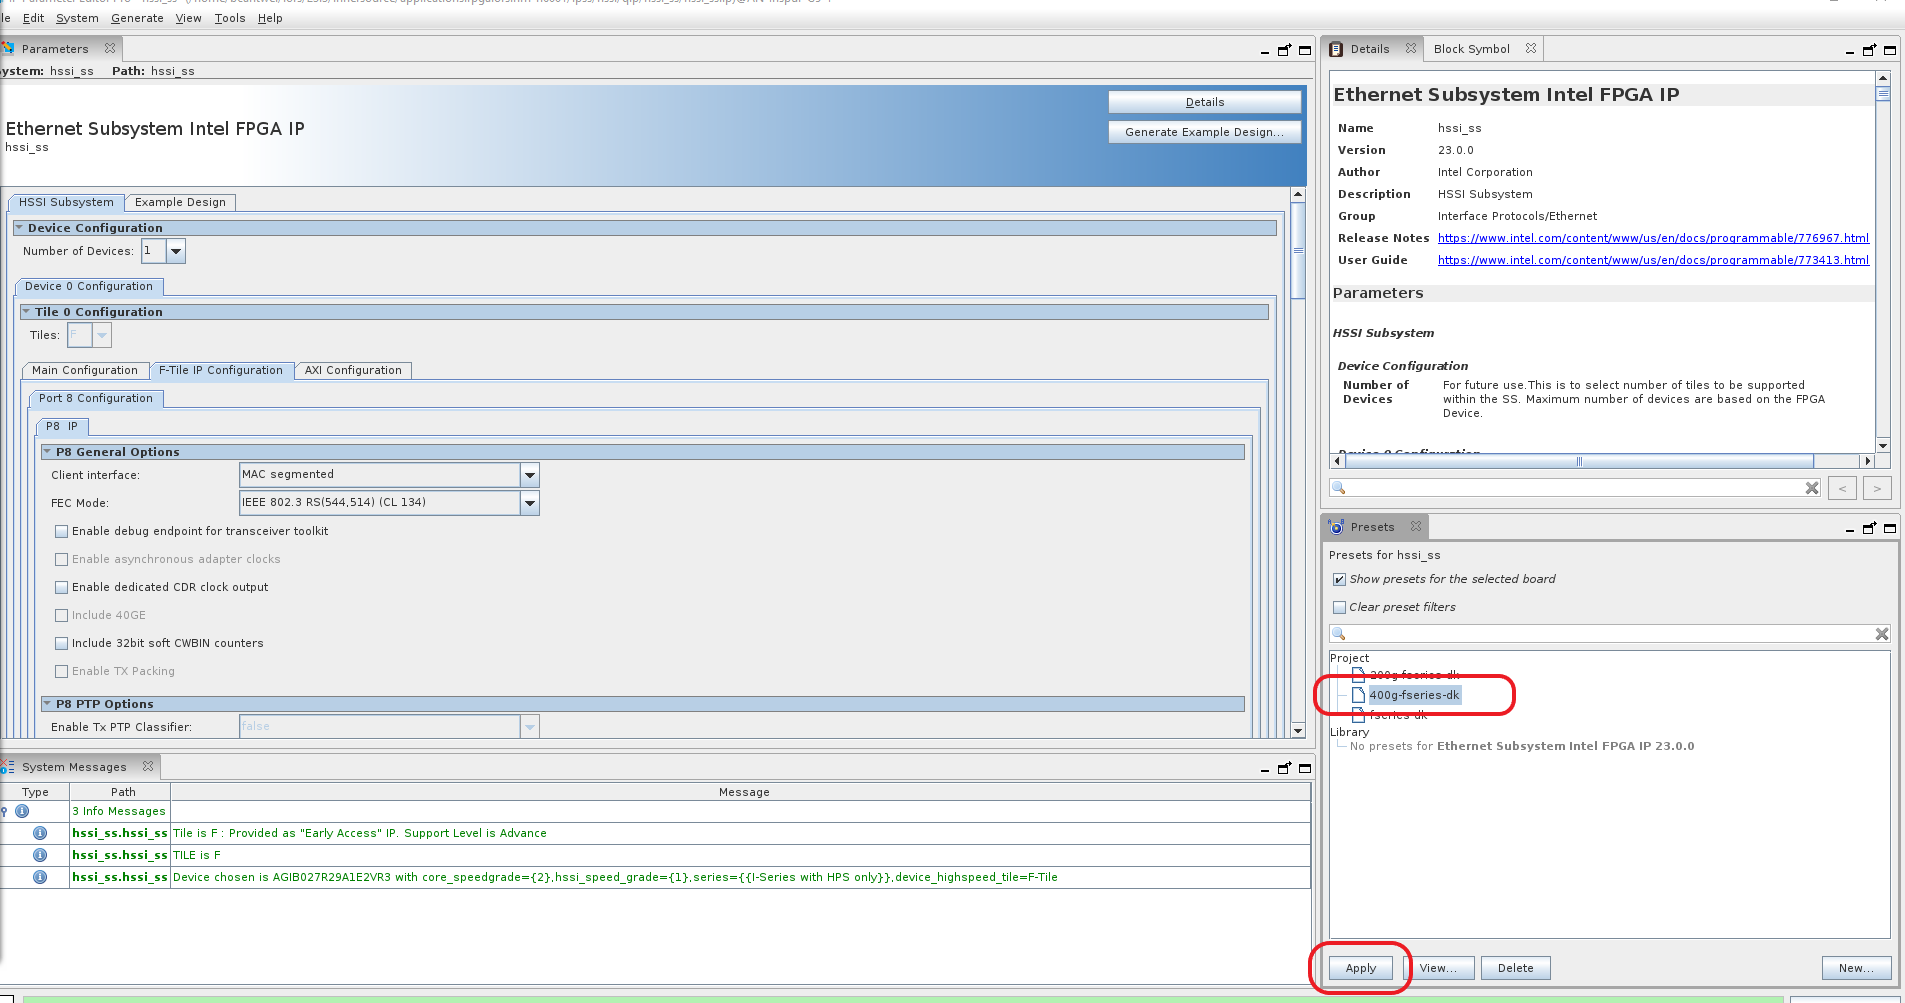 le Edit System Generate View Tools Help
Parameters
ystem: hssi_ss Path: hssi_ss
Ethernet Subsystem Intel FPGA IP
hssi_ss
Details
Generate Example Design...
HSSI Subsystem Example Design
Device Configuration
Number of Devices: 1
Device 0 Configuration
Tile 0 Configuration
Tiles: F
Main Configuration F-Tile IP Configuration AXI Configuration
Port 8 Configuration
P8 IP
P8 General Options
Client interface: MAC segmented
FEC Mode: IEEE 802.3 RS(544,514) (CL 134)
Enable debug endpoint for transceiver toolkit
Enable asynchronous adapter clocks
Enable dedicated CDR clock output
Include 40GE
Include 32bit soft CWBIN counters
Enable TX Packing
P8 PTP Options
Enable Tx PTP Classifier: false
System Messages
Type Path Message
3 Info Messages
hssi_ss.hssi_ss Tile is F : Provided as "Early Access" IP. Support Level is Advance
hssi_ss.hssi_ss TILE is F
hssi_ss.hssi_ss Device chosen is AGIB027R29A1E2VR3 with core_speedgrade={2},hssi_speed_grade={1},series={{I-Series with HPS only}},device_highspeed_tile=F-Tile
Details Block Symbol
Ethernet Subsystem Intel FPGA IP
Name hssi_ss
Version 23.0.0
Author Intel Corporation
Description HSSI Subsystem
Group Interface Protocols/Ethernet
Release Notes https://www.intel.com/content/www/us/en/docs/programmable/776967.html
User Guide https://www.intel.com/content/www/us/en/docs/programmable/773413.html
Parameters
HSSI Subsystem
Device Configuration
Number of Devices For future use.This is to select number of tiles to be supported
within the SS. Maximum number of devices are based on the FPGA
Device.
Device 0 Configuration
< >
Presets
Presets for hssi_ss
Show presets for the selected board
Clear preset filters
Project
200g-fseries-dk
400g-fseries-dk
fseries-dk
Library
No presets for Ethernet Subsystem Intel FPGA IP 23.0.0
Apply View... Delete New...